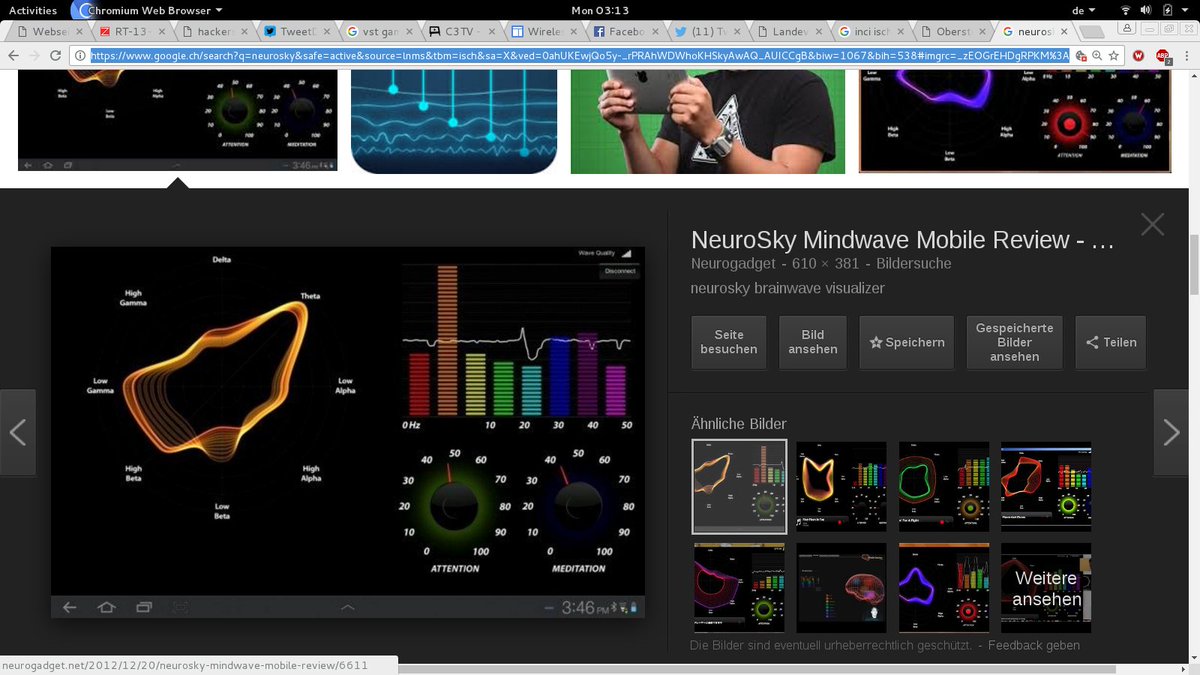 Activities Chromium Web Browser Mon 03:13 de
RT-13- hackers TweetD vst gan C3TV - Wireles Facebo (11) Tw Landev inci isch Oberst neuros
https://www.google.ch/search?q=neurosky&safe=active&source=lnms&tbm=isch&sa=X&ved=0ahUKEwjQo5y-_rPRAhWDWhoKHSkyAwAQ_AUICCgB&biw=1067&bih=538#imgrc=_zEOGrEHDgRPKM%3A
High Beta
Low Beta
High Alpha
ATTENTION MEDITATION
3:46
High Beta
Low Beta
High Alpha
ATTENTION MEDITATION
Delta
Theta
Low Alpha
High Alpha
Low Beta
High Beta
Low Gamma
High Gamma
Wave Quality
Disconnect
0 Hz 10 20 30 40 50
0 10 20 30 40 50 60 70 80 90 100
ATTENTION
0 10 20 30 40 50 60 70 80 90 100
MEDITATION
3:46 PM
NeuroSky Mindwave Mobile Review - …
Neurogadget - 610 × 381 - Bildersuche
neurosky brainwave visualizer
Seite besuchen
Bild ansehen
Speichern
Gespeicherte Bilder ansehen
Teilen
Ähnliche Bilder
Weitere ansehen
Die Bilder sind eventuell urheberrechtlich geschützt. - Feedback geben
neurogadget.net/2012/12/20/neurosky-mindwave-mobile-review/6611